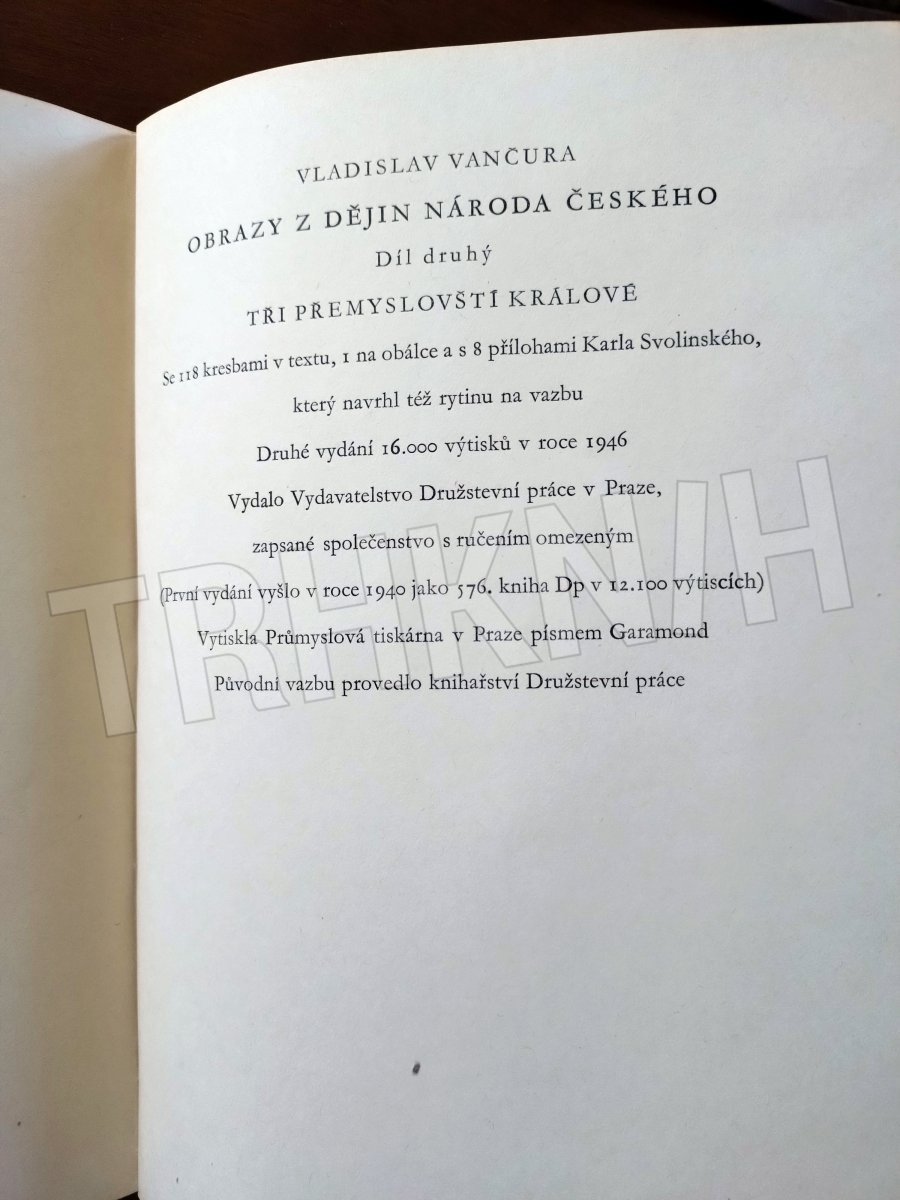 VLADISLAV VANČURA
OBRAZY Z DĚJIN NÁRODA ČESKÉHO
Díl druhý
TŘI PŘEMYSLOVŠTÍ KRÁLOVÉ
Se 118 kresbami v textu, 1 na obálce a s 8 přílohami Karla Svolinského,
který navrhl též rytinu na vazbu
Druhé vydání 16.000 výtisků v roce 1946
Vydalo Vydavatelstvo Družstevní práce v Praze,
zapsané společenstvo s ručením omezeným
(První vydání vyšlo v roce 1940 jako 576. kniha Dp v 12.100 výtiscích)
Vytiskla Průmyslová tiskárna v Praze písmem Garamond
Původní vazbu provedlo knihařství Družstevní práce
TRHKNIH